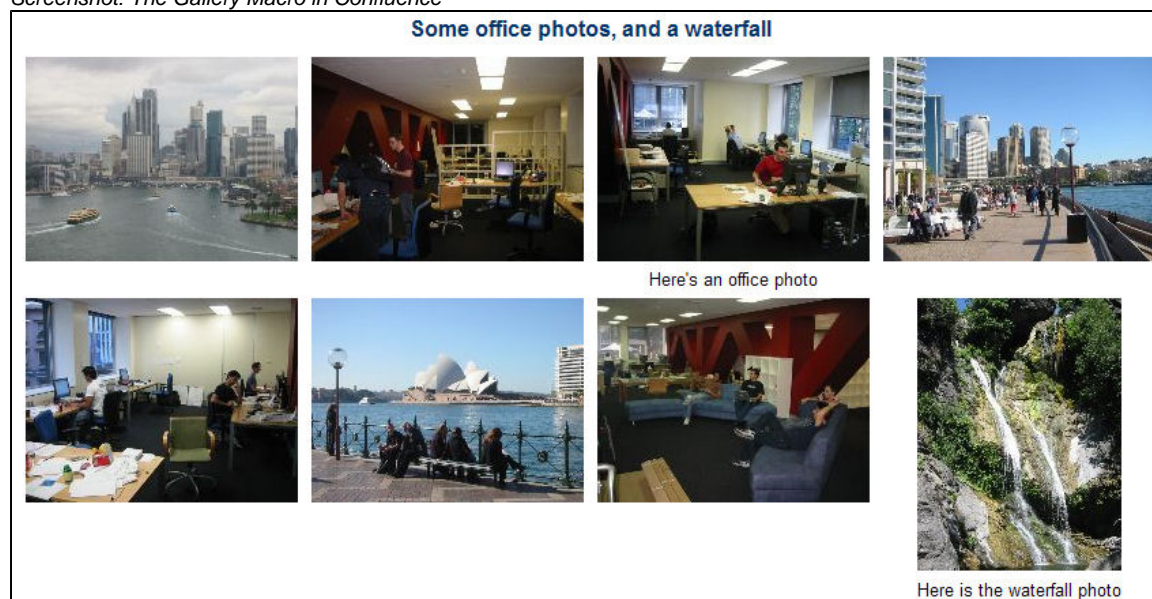 Screenshot: The Gallery Macro in Confluence
Some office photos, and a waterfall
Here's an office photo
Here is the waterfall photo